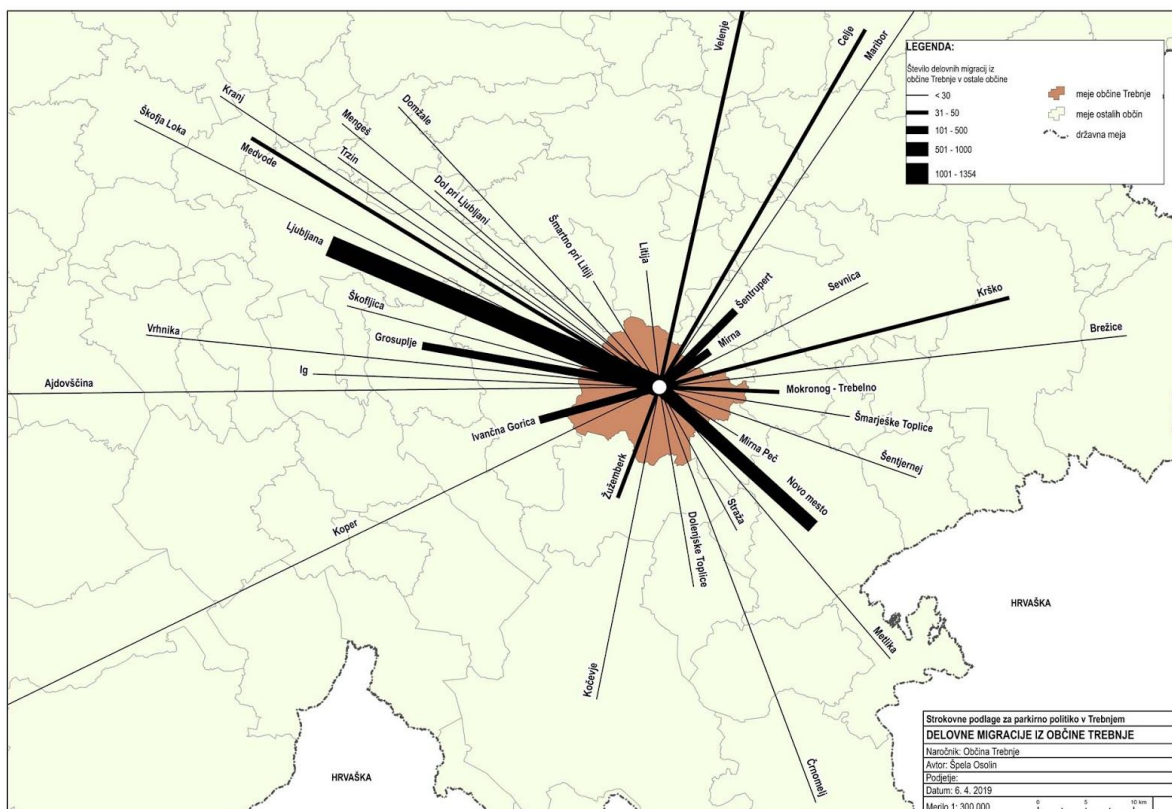 Velenje
Celje
Maribor
LEGENDA:
Število delovnih migracij iz
občine Trebnje v ostale občine
< 30
31 - 50
101 - 500
501 - 1000
1001 - 1354
meje občine Trebnje
meje ostalih občin
državna meja
Kranj
Škofja Loka
Mengeš
Domžale
Medvode
Trzin
Dol pri Ljubljani
Ljubljana
Šmartno pri Litiji
Litija
Šentrupert
Sevnica
Krško
Škofljica
Mirna
Vrhnika
Grosuplje
Brežice
Ig
Ajdovščina
Mokronog - Trebelno
Ivančna Gorica
Šmarješke Toplice
Mirna Peč
Šentjernej
Žužemberk
Novo mesto
Straža
Koper
Dolenjske Toplice
HRVAŠKA
Metlika
Kočevje
Črnomelj
HRVAŠKA
Strokovne podlage za parkirno politiko v Trebnjem
DELOVNE MIGRACIJE IZ OBČINE TREBNJE
Naročnik: Občina Trebnje
Avtor: Špela Osolin
Podjetje:
Datum: 6. 4. 2019
Merilo 1: 300.000
0 5 10 km